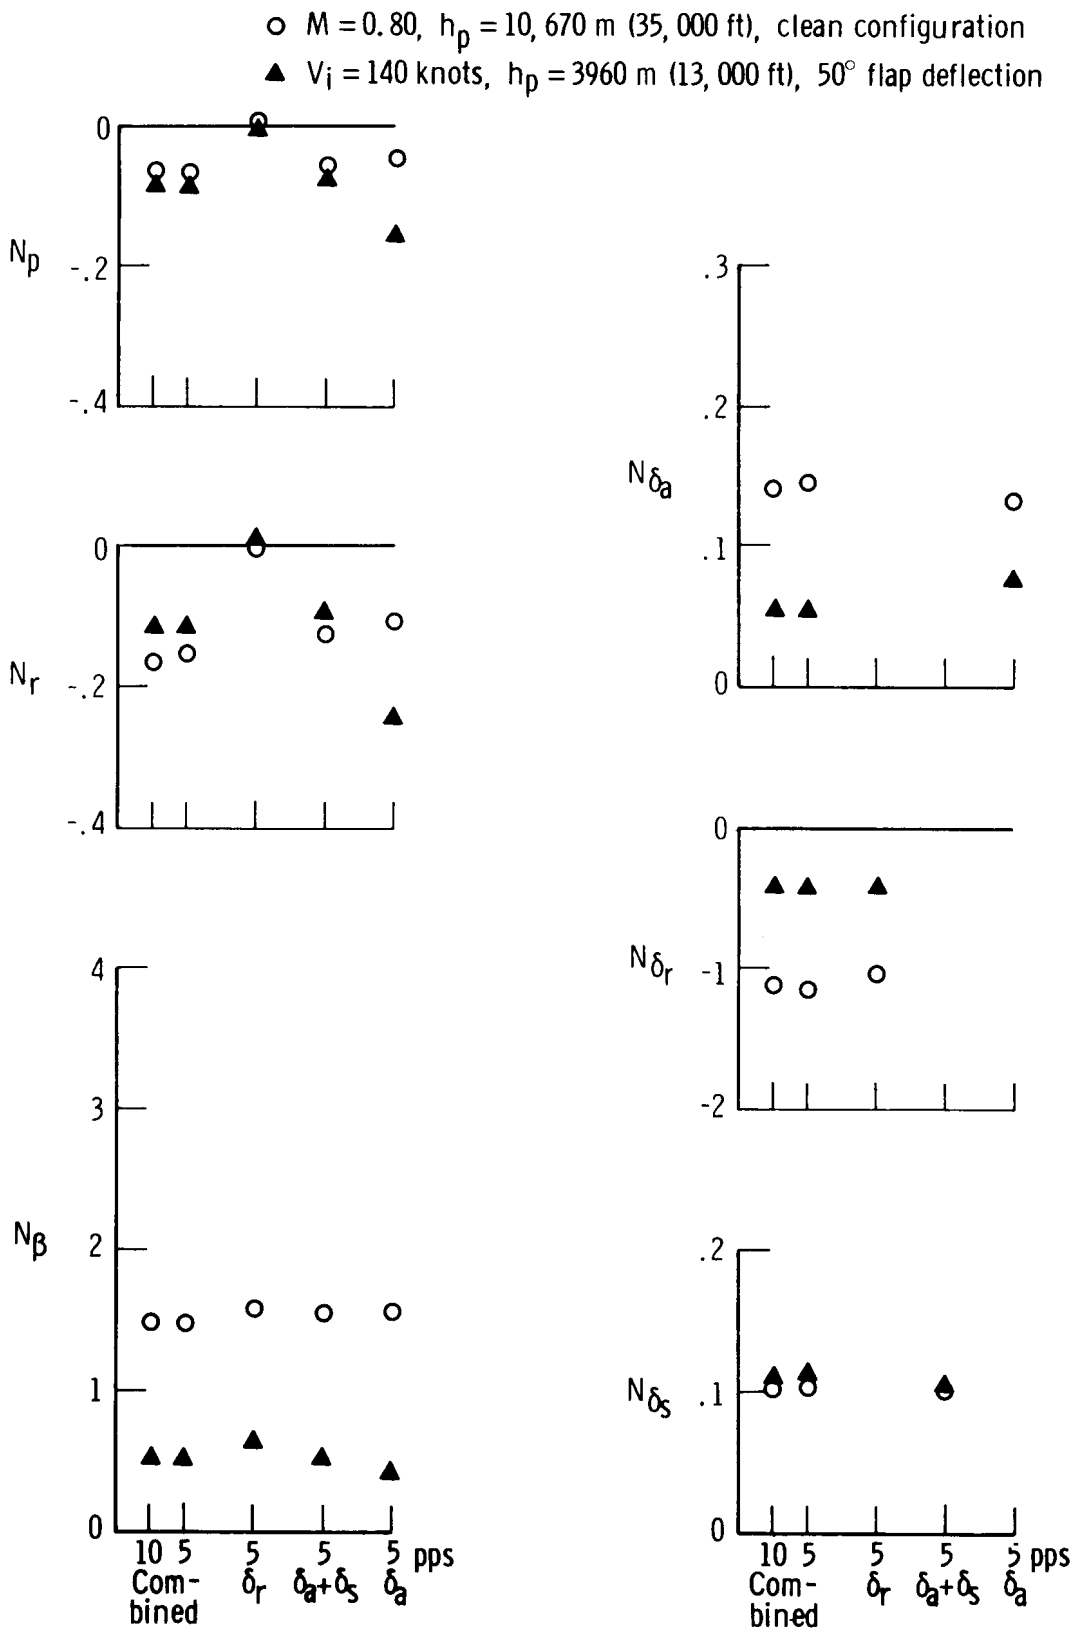 ○ M = 0.80, hp = 10,670 m (35,000 ft), clean configuration
▲ Vi = 140 knots, hp = 3960 m (13,000 ft), 50° flap deflection
0
Np
-.2
-.4
0
Nr
-.2
-.4
4
3
Nβ
2
1
0
10 5 5 5 5 pps
Com- δr δa+δs δa
bined
.3
.2
Nδa
.1
0
0
Nδr
-1
-2
.2
Nδs
.1
0
10 5 5 5 5 pps
Com- δr δa+δs δa
bined